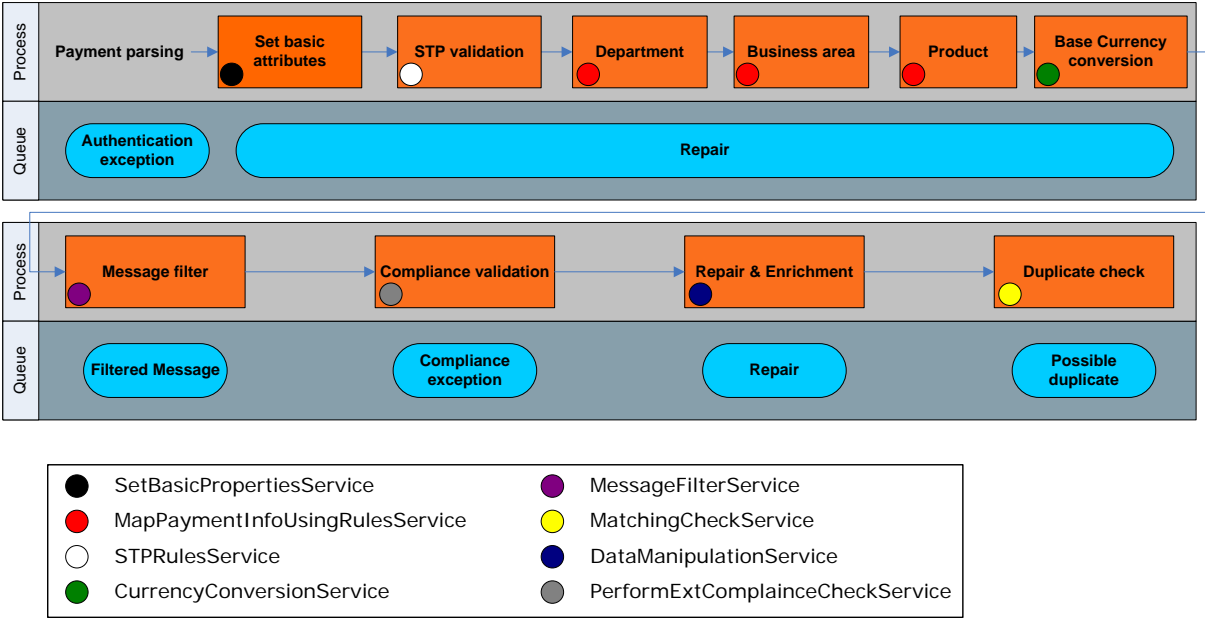 Process
Payment parsing
Set basic
attributes
STP validation
Department
Business area
Product
Base Currency
conversion
Queue
Authentication
exception
Repair
Process
Message filter
Compliance validation
Repair & Enrichment
Duplicate check
Queue
Filtered Message
Compliance
exception
Repair
Possible
duplicate
SetBasicPropertiesService
MapPaymentInfoUsingRulesService
STPRulesService
CurrencyConversionService
MessageFilterService
MatchingCheckService
DataManipulationService
PerformExtComplainceCheckService